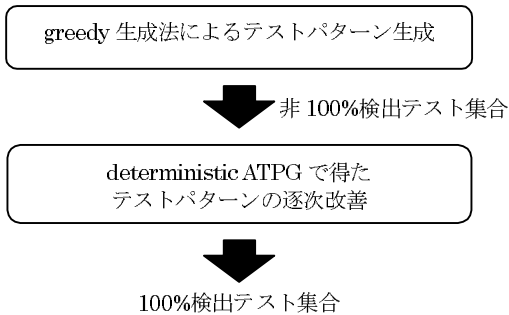 greedy 生成法によるテストパターン生成
非 100%検出テスト集合
deterministic ATPG で得た
テストパターンの逐次改善
100%検出テスト集合